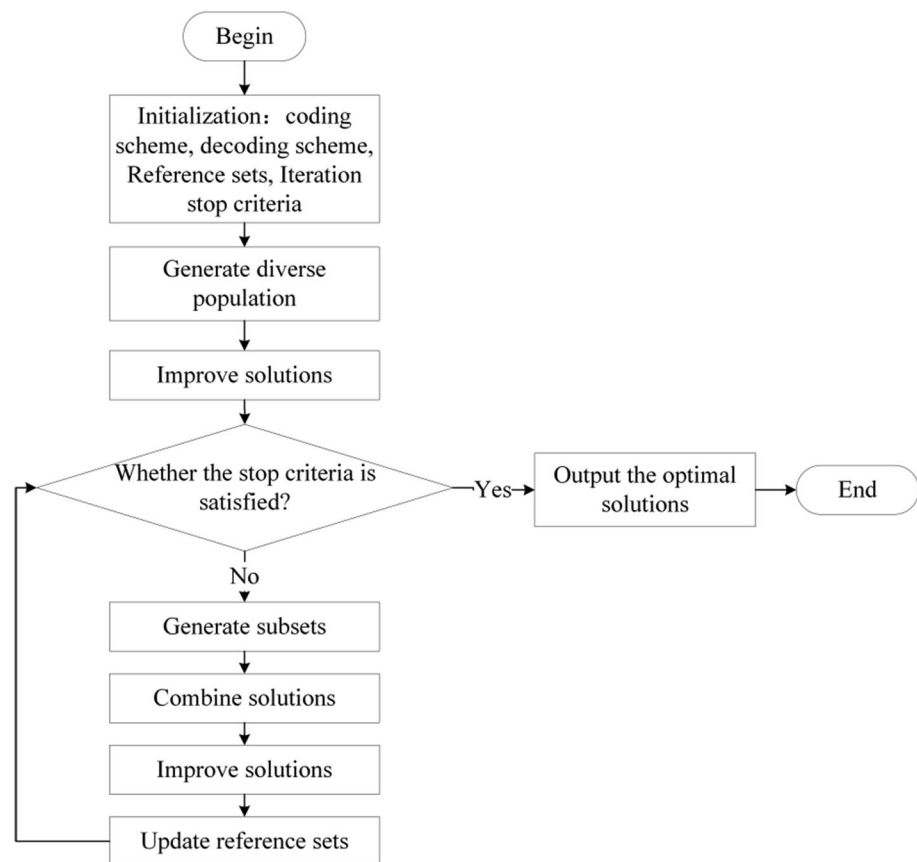 Begin
Initialization：coding
scheme, decoding scheme,
Reference sets, Iteration
stop criteria
Generate diverse
population
Improve solutions
Whether the stop criteria is
satisfied?
Yes
Output the optimal
solutions
End
No
Generate subsets
Combine solutions
Improve solutions
Update reference sets